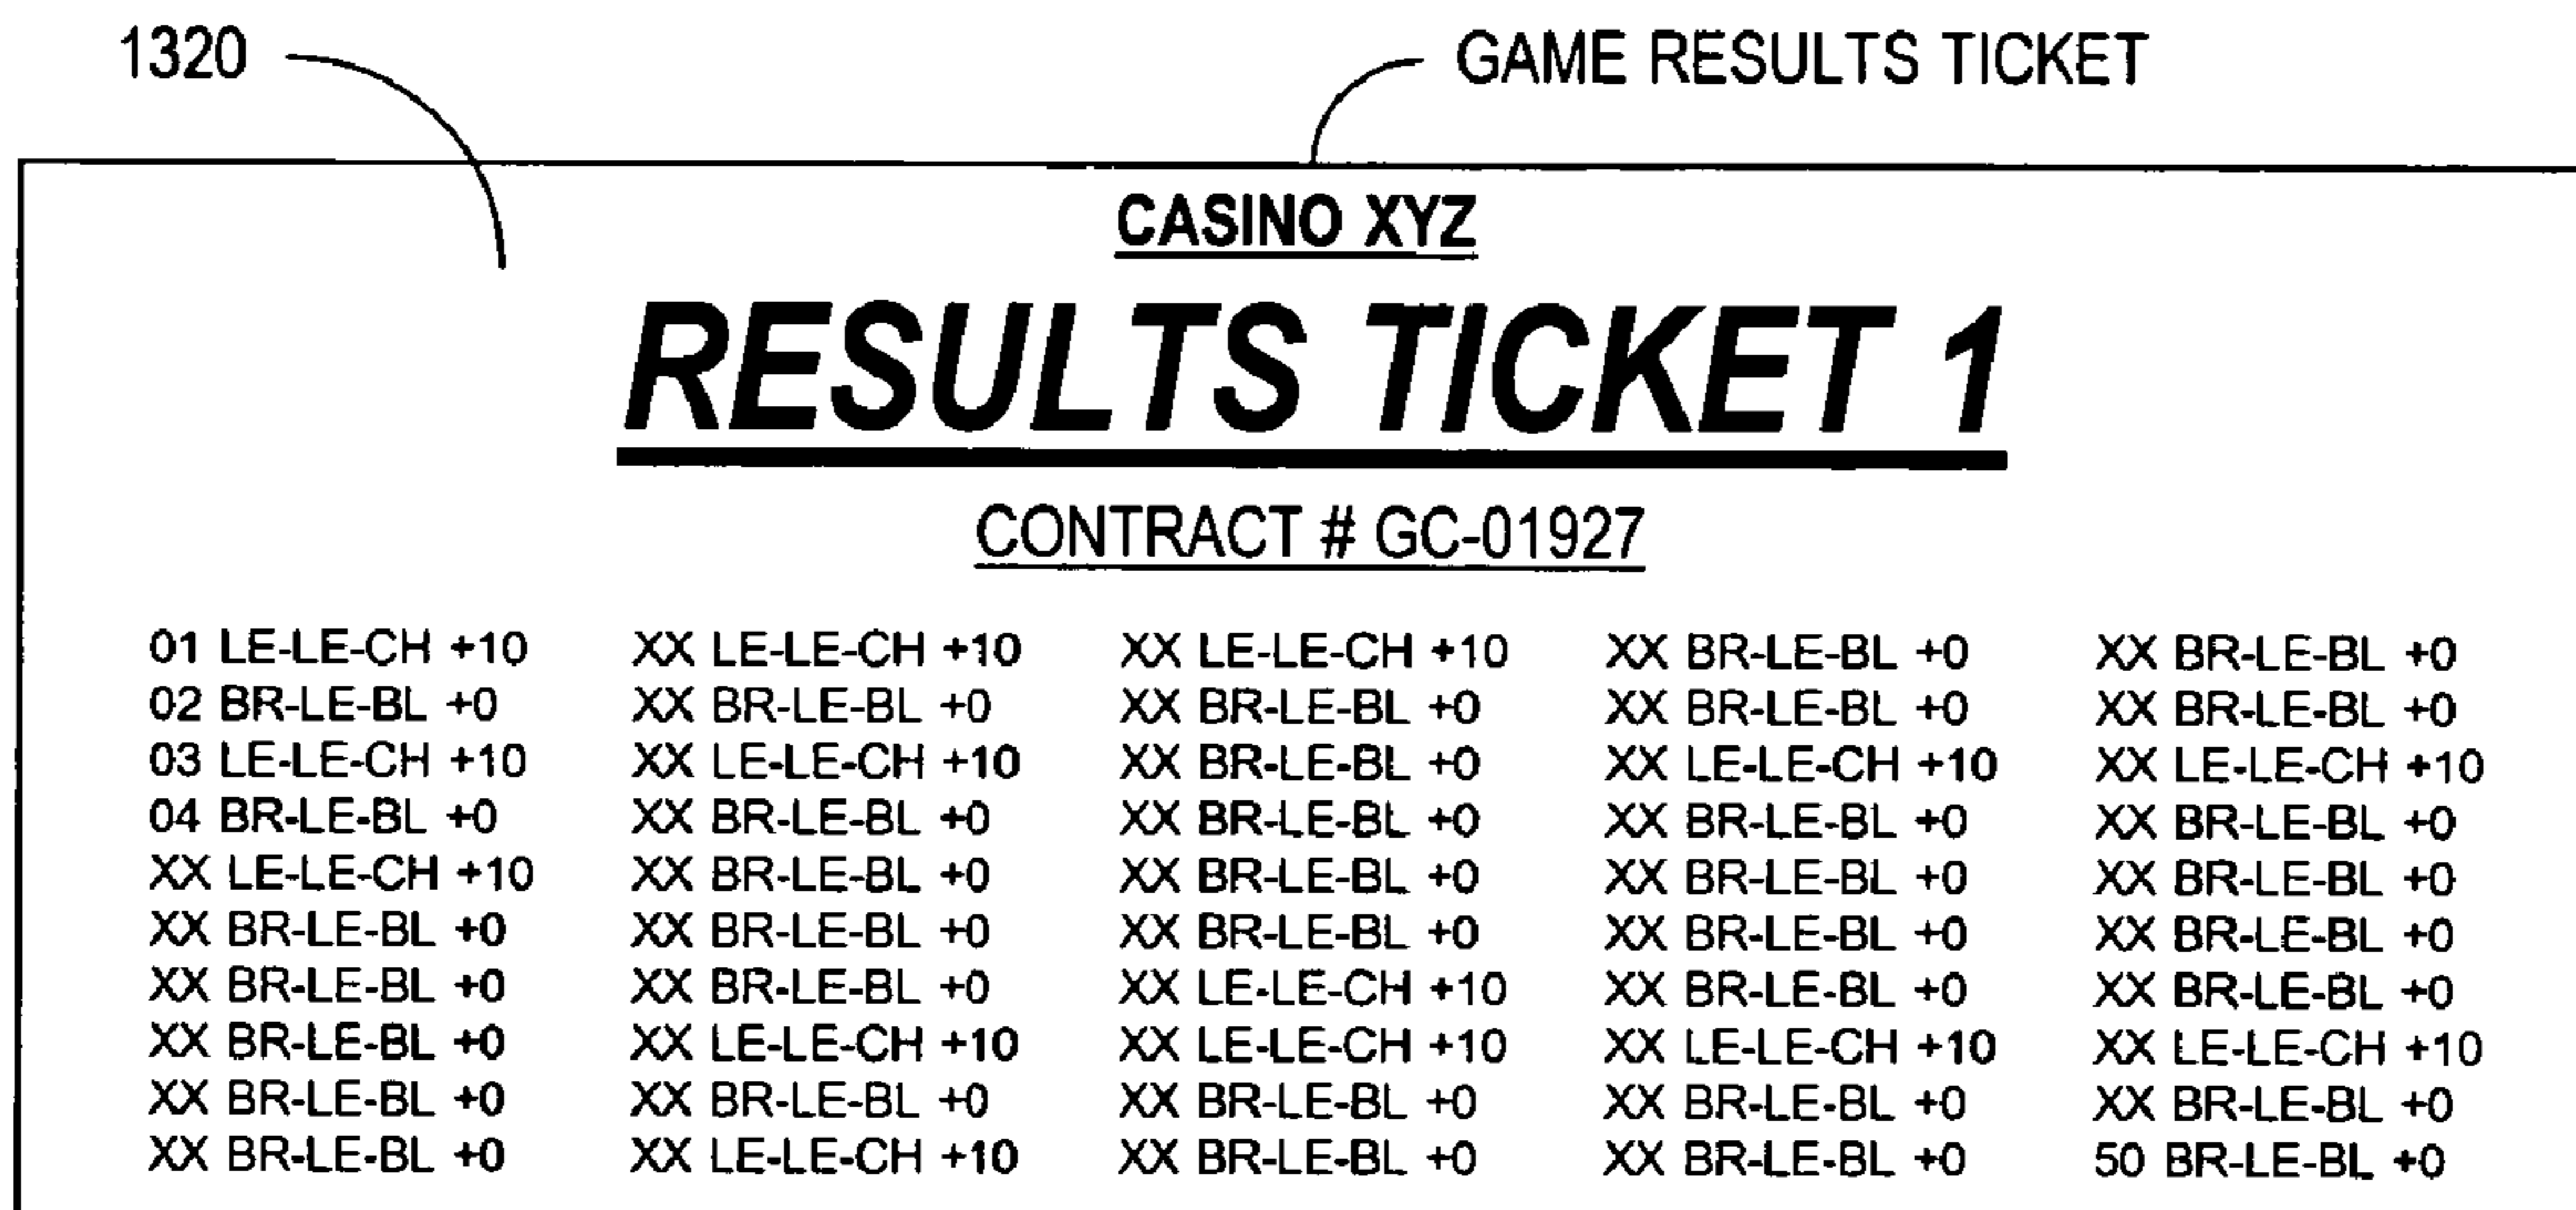 1320 GAME RESULTS TICKET
CASINO XYZ
RESULTS TICKET 1
CONTRACT # GC-01927
01 LE-LE-CH +10 XX LE-LE-CH +10 XX LE-LE-CH +10 XX BR-LE-BL +0 XX BR-LE-BL +0
02 BR-LE-BL +0 XX BR-LE-BL +0 XX BR-LE-BL +0 XX BR-LE-BL +0 XX BR-LE-BL +0
03 LE-LE-CH +10 XX LE-LE-CH +10 XX BR-LE-BL +0 XX LE-LE-CH +10 XX LE-LE-CH +10
04 BR-LE-BL +0 XX BR-LE-BL +0 XX BR-LE-BL +0 XX BR-LE-BL +0 XX BR-LE-BL +0
XX LE-LE-CH +10 XX BR-LE-BL +0 XX BR-LE-BL +0 XX BR-LE-BL +0 XX BR-LE-BL +0
XX BR-LE-BL +0 XX BR-LE-BL +0 XX BR-LE-BL +0 XX BR-LE-BL +0 XX BR-LE-BL +0
XX BR-LE-BL +0 XX BR-LE-BL +0 XX LE-LE-CH +10 XX BR-LE-BL +0 XX BR-LE-BL +0
XX BR-LE-BL +0 XX LE-LE-CH +10 XX LE-LE-CH +10 XX LE-LE-CH +10 XX LE-LE-CH +10
XX BR-LE-BL +0 XX BR-LE-BL +0 XX BR-LE-BL +0 XX BR-LE-BL +0 XX BR-LE-BL +0
XX BR-LE-BL +0 XX LE-LE-CH +10 XX BR-LE-BL +0 XX BR-LE-BL +0 50 BR-LE-BL +0